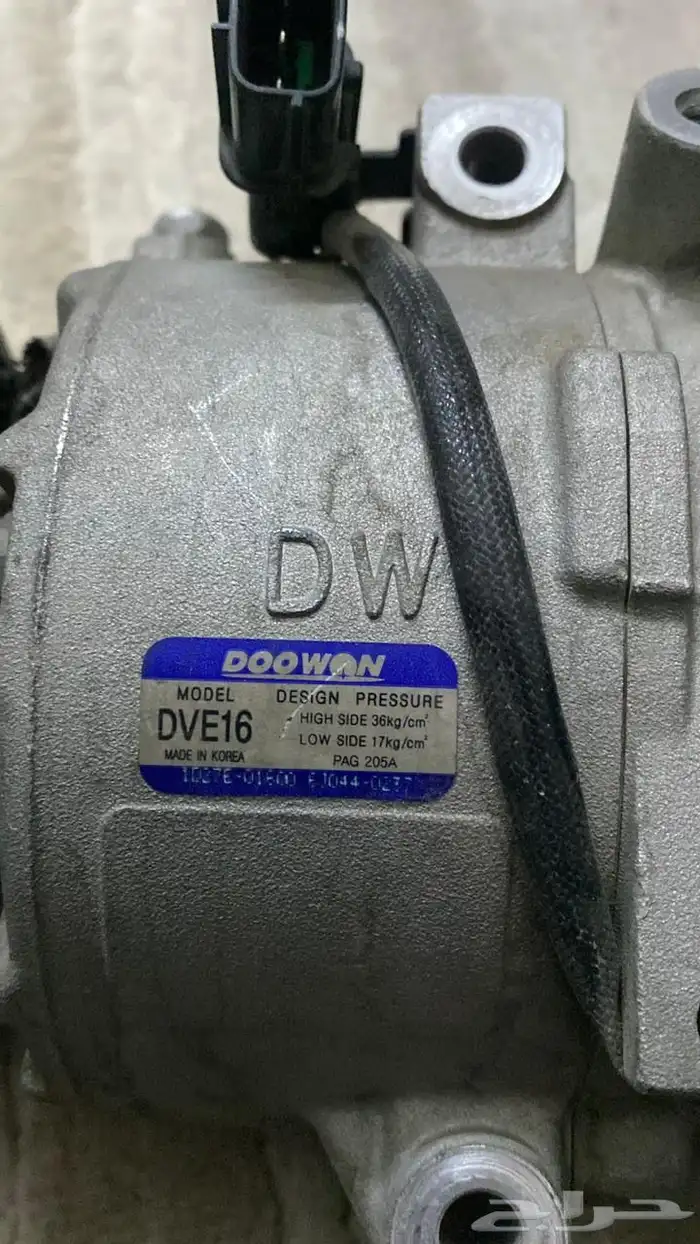 DW
DOOWON
MODEL DESIGN PRESSURE
DVE16 HIGH SIDE 36kg/cm²
LOW SIDE 17kg/cm²
MADE IN KOREA PAG 205A
حراج